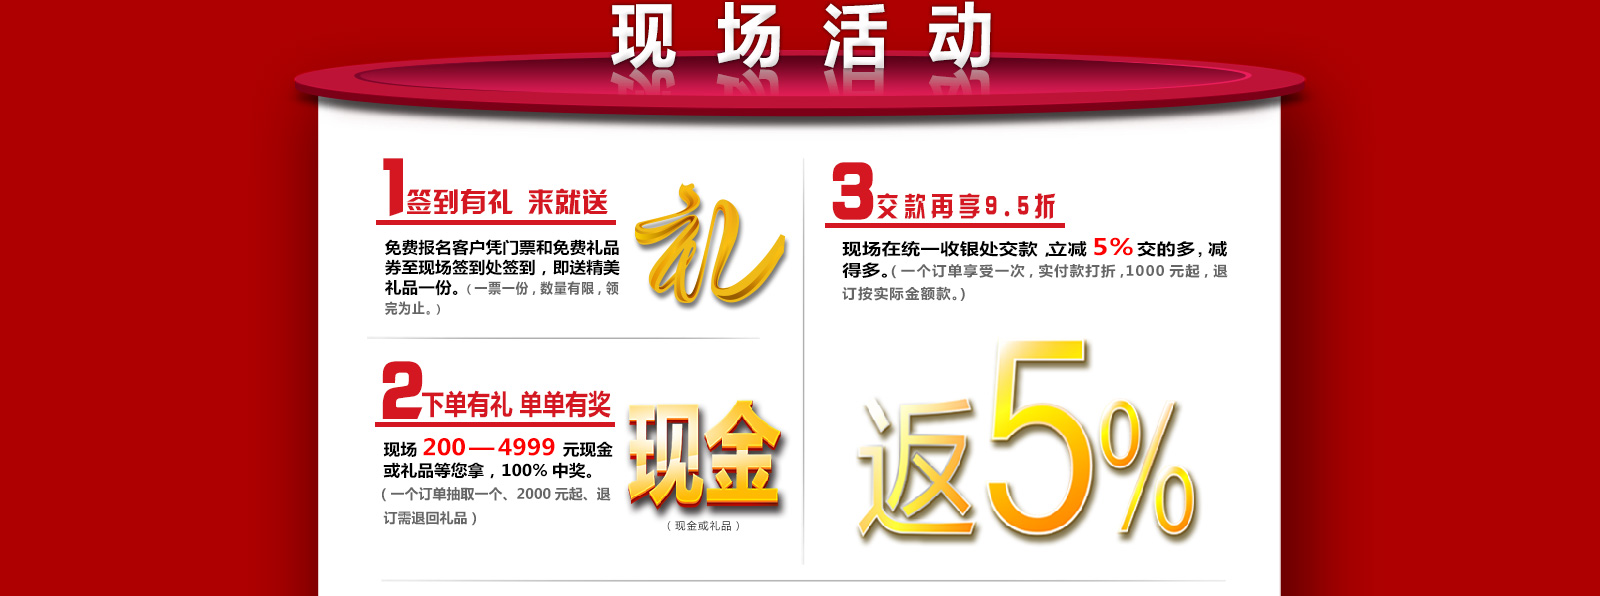 现场活动
1签到有礼 来就送
免费报名客户凭门票和免费礼品
券至现场签到处签到，即送精美
礼品一份。（一票一份，数量有限，领
完为止。）
礼
2下单有礼 单单有奖
现场 200—4999 元现金
或礼品等您拿，100% 中奖。
（一个订单抽取一个、2000 元起、退
订需退回礼品）
现金
（现金或礼品）
3交款再享9.5折
现场在统一收银处交款，立减 5% 交的多，减
得多。（一个订单享受一次，实付款打折，1000 元起，退
订按实际金额款。）
返5%